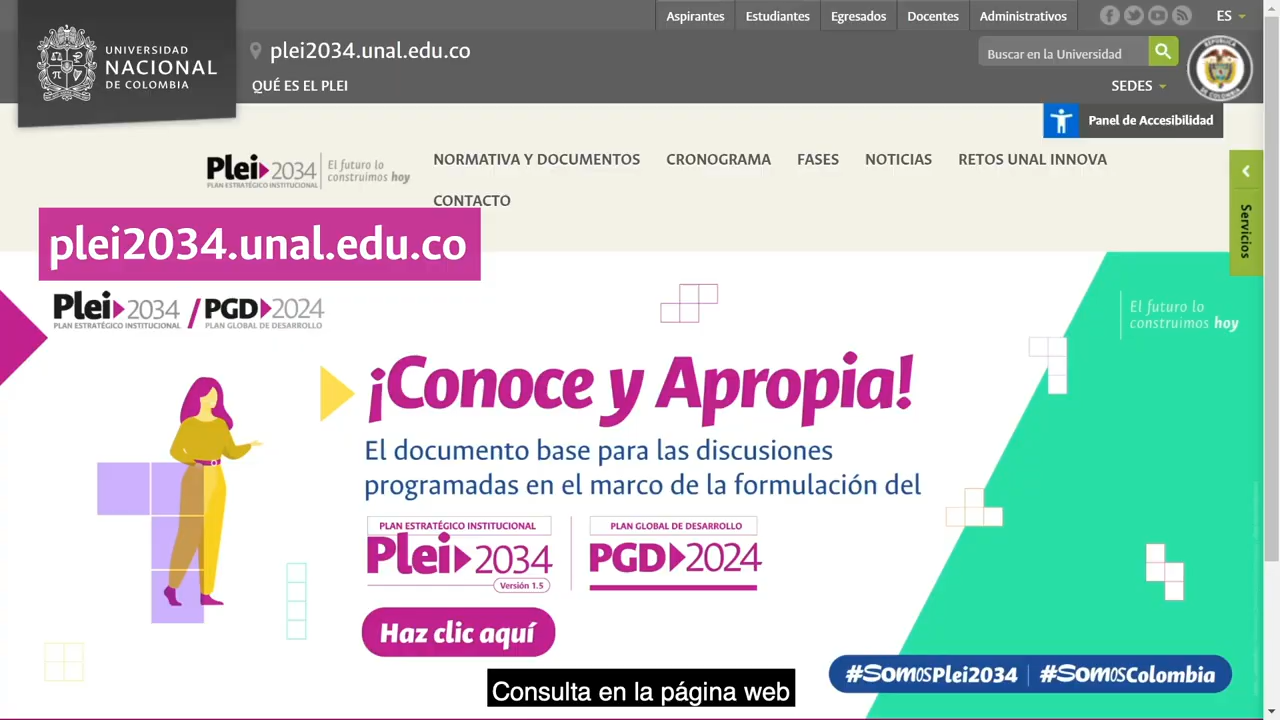 Aspirantes Estudiantes Egresados Docentes Administrativos ES
UNIVERSIDAD
NACIONAL
DE COLOMBIA
plei2034.unal.edu.co
Buscar en la Universidad
QUÉ ES EL PLEI
SEDES
REPÚBLICA DE COLOMBIA
Panel de Accesibilidad
Plei 2034
PLAN ESTRATÉGICO INSTITUCIONAL
El futuro lo
construimos hoy
NORMATIVA Y DOCUMENTOS CRONOGRAMA FASES NOTICIAS RETOS UNAL INNOVA
CONTACTO
Servicios
plei2034.unal.edu.co
Plei 2034 / PGD 2024
PLAN ESTRATÉGICO INSTITUCIONAL PLAN GLOBAL DE DESARROLLO
El futuro lo
construimos hoy
¡Conoce y Apropia!
El documento base para las discusiones
programadas en el marco de la formulación del
PLAN ESTRATÉGICO INSTITUCIONAL PLAN GLOBAL DE DESARROLLO
Plei 2034 PGD 2024
Versión 1.5
Haz clic aquí
#SomosPlei2034 #SomosColombia
Consulta en la página web